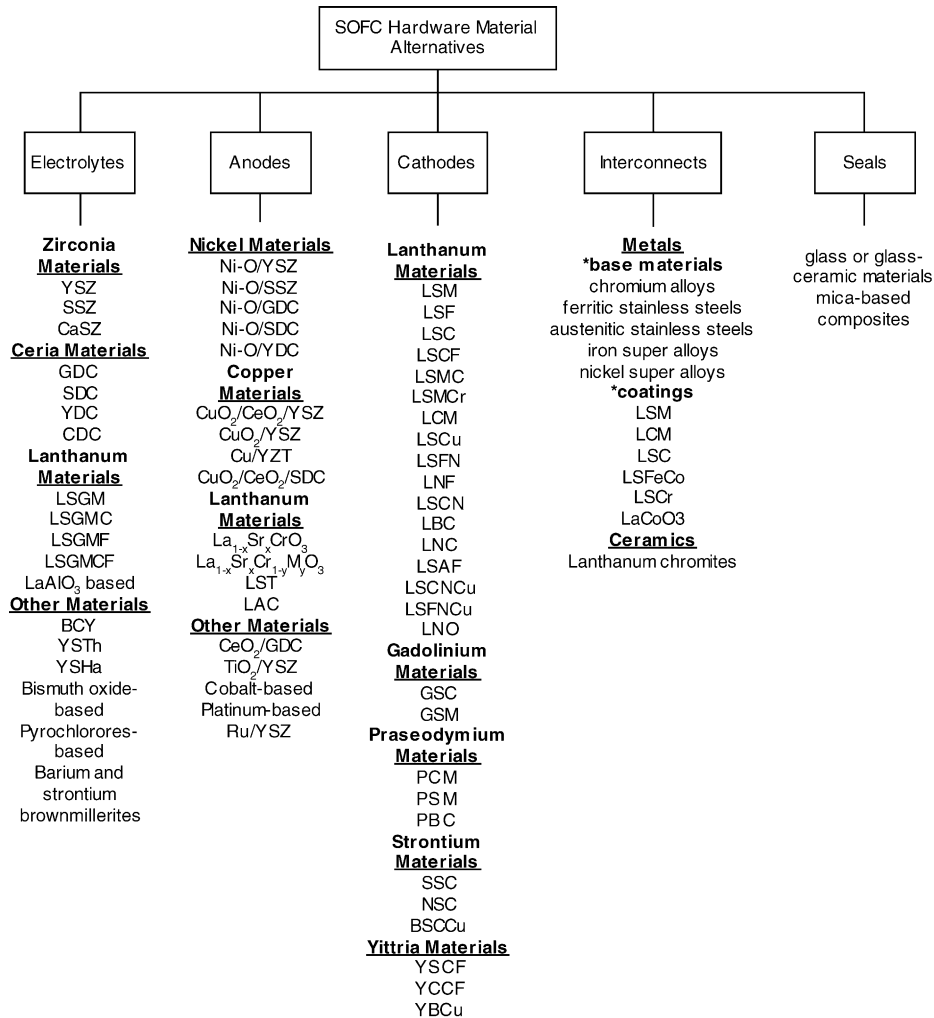 SOFC Hardware Material
Alternatives
Electrolytes
Anodes
Cathodes
Interconnects
Seals
Zirconia
Materials
YSZ
SSZ
CaSZ
Ceria Materials
GDC
SDC
YDC
CDC
Lanthanum
Materials
LSGM
LSGMC
LSGMF
LSGMCF
LaAlO3 based
Other Materials
BCY
YSTh
YSHa
Bismuth oxide-
based
Pyrochlorores-
based
Barium and
strontium
brownmillerites
Nickel Materials
Ni-O/YSZ
Ni-O/SSZ
Ni-O/GDC
Ni-O/SDC
Ni-O/YDC
Copper
Materials
CuO2/CeO2/YSZ
CuO2/YSZ
Cu/YZT
CuO2/CeO2/SDC
Lanthanum
Materials
La1-xSrxCrO3
La1-xSrxCr1-yMyO3
LST
LAC
Other Materials
CeO2/GDC
TiO2/YSZ
Cobalt-based
Platinum-based
Ru/YSZ
Lanthanum
Materials
LSM
LSF
LSC
LSCF
LSMC
LSMCr
LCM
LSCu
LSFN
LNF
LSCN
LBC
LNC
LSAF
LSCNCu
LSFNCu
LNO
Gadolinium
Materials
GSC
GSM
Praseodymium
Materials
PCM
PSM
PBC
Strontium
Materials
SSC
NSC
BSCCu
Yittria Materials
YSCF
YCCF
YBCu
Metals
*base materials
chromium alloys
ferritic stainless steels
austenitic stainless steels
iron super alloys
nickel super alloys
*coatings
LSM
LCM
LSC
LSFeCo
LSCr
LaCoO3
Ceramics
Lanthanum chromites
glass or glass-
ceramic materials
mica-based
composites